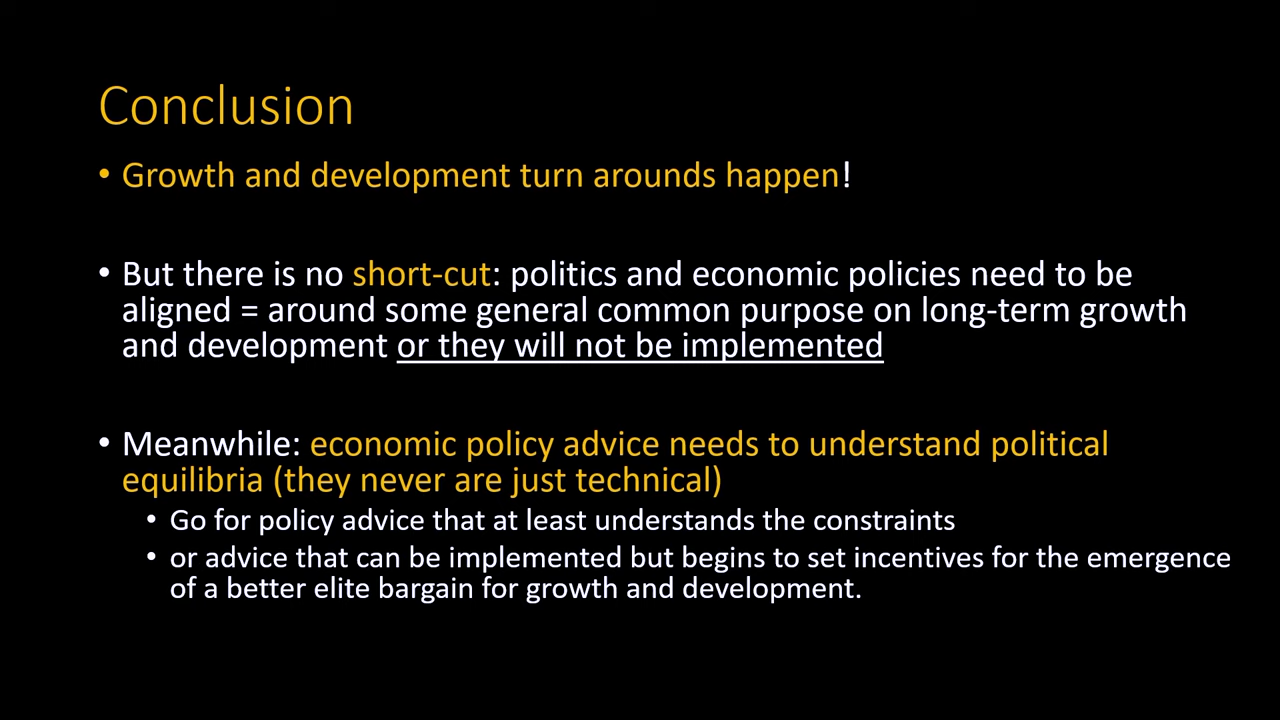 Conclusion
• Growth and development turn arounds happen!
• But there is no short-cut: politics and economic policies need to be
aligned = around some general common purpose on long-term growth
and development or they will not be implemented
• Meanwhile: economic policy advice needs to understand political
equilibria (they never are just technical)
• Go for policy advice that at least understands the constraints
• or advice that can be implemented but begins to set incentives for the emergence
of a better elite bargain for growth and development.